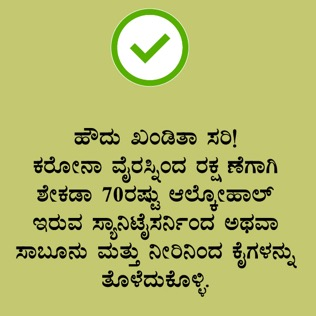 ಹೌದು ಖಂಡಿತಾ ಸರಿ!
ಕರೋನಾ ವೈರಸ್ನಿಂದ ರಕ್ಷಣೆಗಾಗಿ
ಶೇಕಡಾ 70ರಷ್ಟು ಆಲ್ಕೋಹಾಲ್
ಇರುವ ಸ್ಯಾನಿಟೈಸರ್ನಿಂದ ಅಥವಾ
ಸಾಬೂನು ಮತ್ತು ನೀರಿನಿಂದ ಕೈಗಳನ್ನು
ತೊಳೆದುಕೊಳ್ಳಿ.